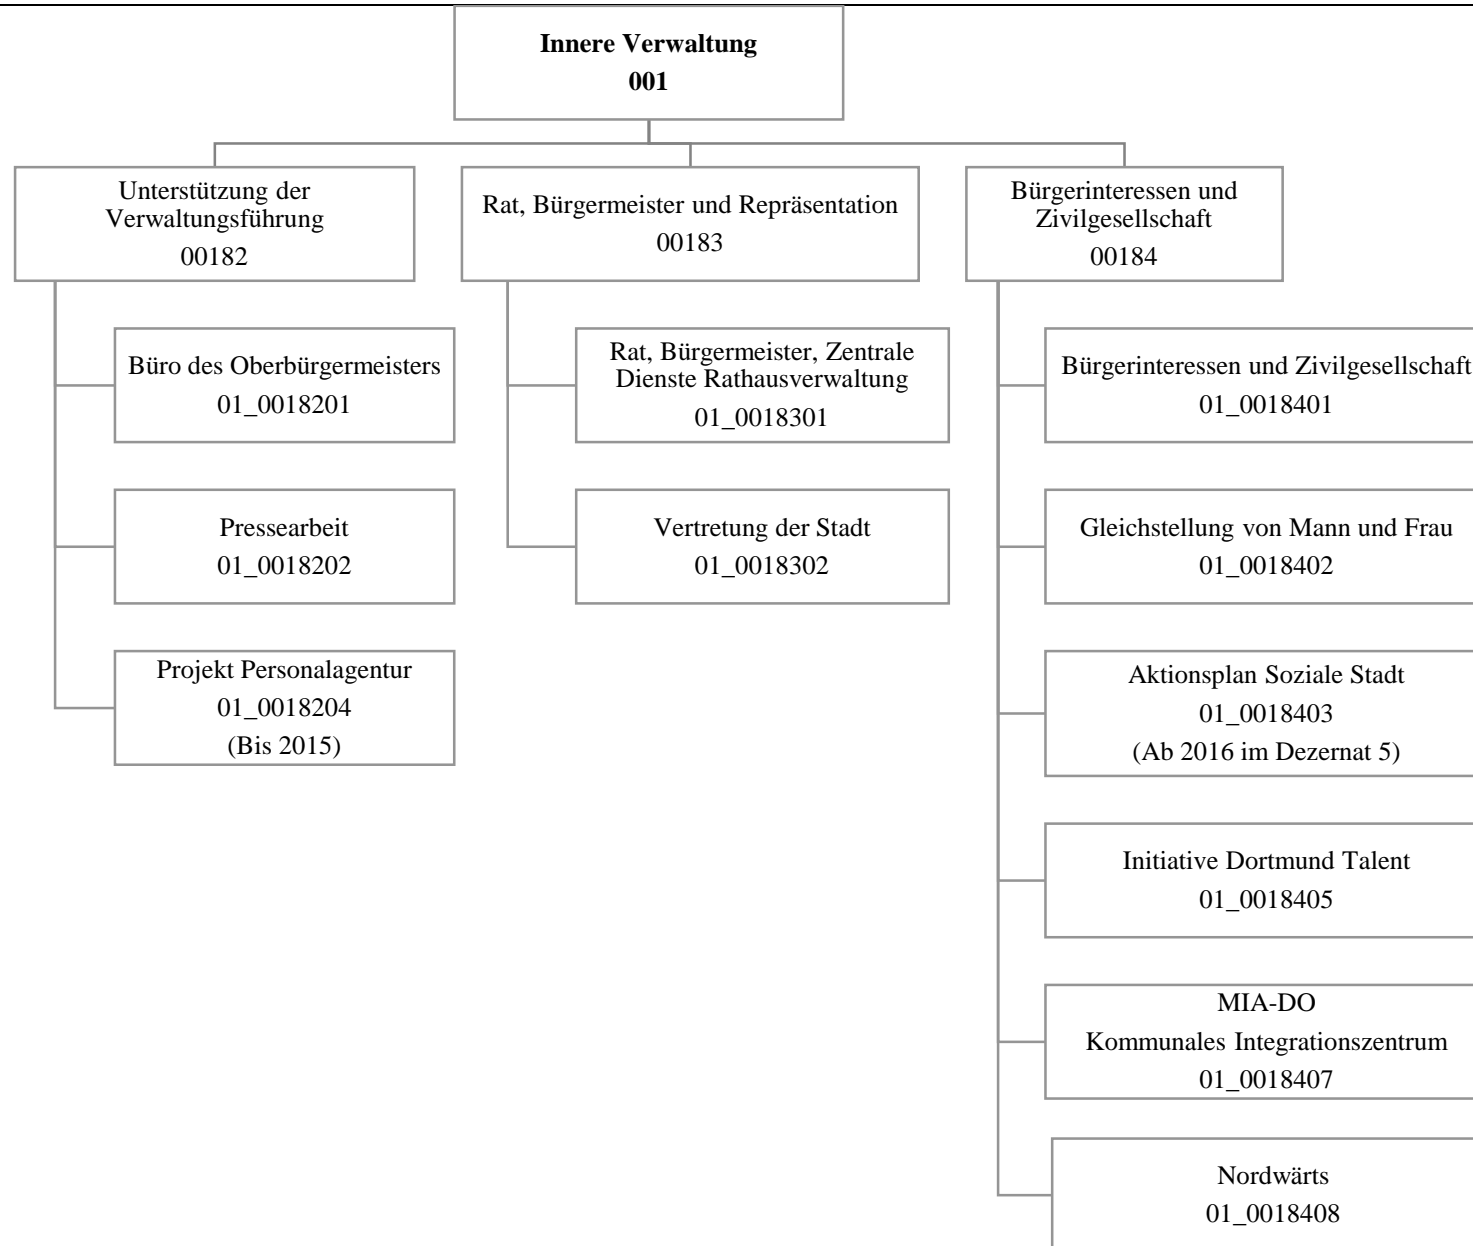 Innere Verwaltung
001
Unterstützung der
Verwaltungsführung
00182
Rat, Bürgermeister und Repräsentation
00183
Bürgerinteressen und
Zivilgesellschaft
00184
Büro des Oberbürgermeisters
01_0018201
Pressearbeit
01_0018202
Projekt Personalagentur
01_0018204
(Bis 2015)
Rat, Bürgermeister, Zentrale
Dienste Rathausverwaltung
01_0018301
Vertretung der Stadt
01_0018302
Bürgerinteressen und Zivilgesellschaft
01_0018401
Gleichstellung von Mann und Frau
01_0018402
Aktionsplan Soziale Stadt
01_0018403
(Ab 2016 im Dezernat 5)
Initiative Dortmund Talent
01_0018405
MIA-DO
Kommunales Integrationszentrum
01_0018407
Nordwärts
01_0018408